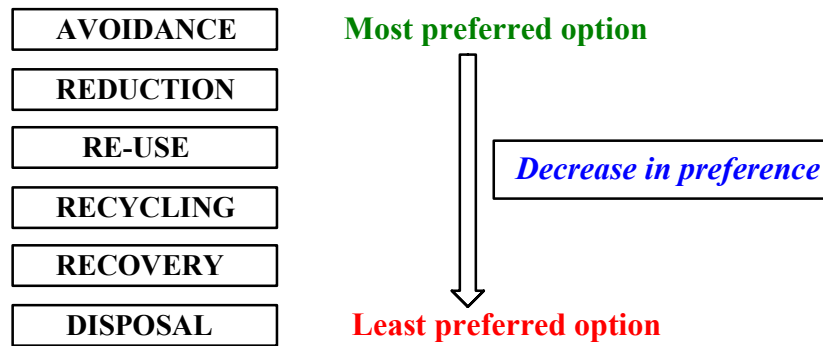 AVOIDANCE
Most preferred option
REDUCTION
RE-USE
Decrease in preference
RECYCLING
RECOVERY
DISPOSAL
Least preferred option